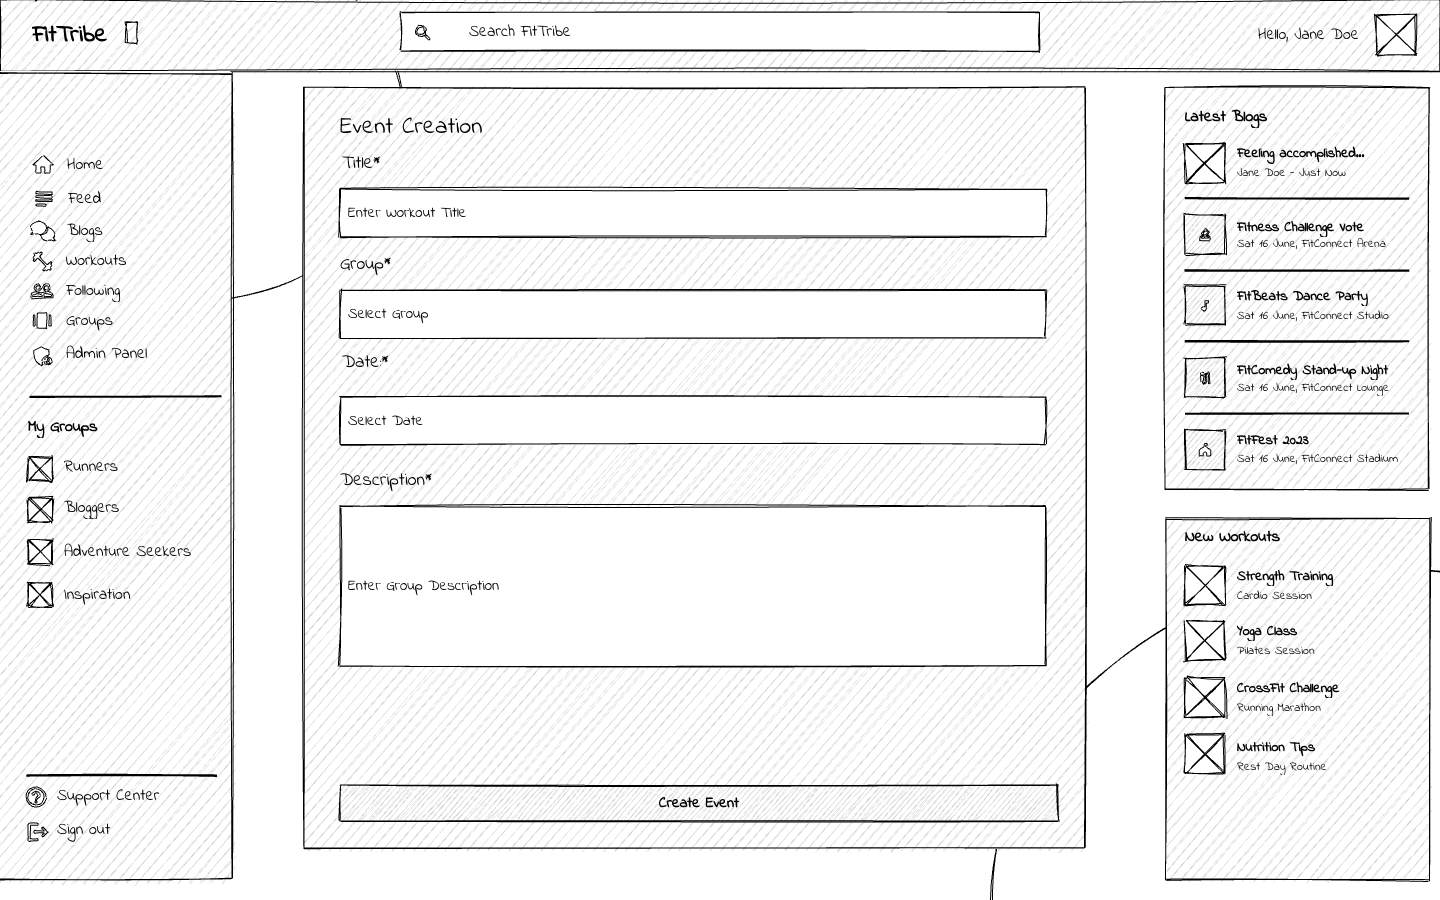 FitTribe
Search FitTribe
Hello, Jane Doe
Home
Feed
Blogs
Workouts
Following
Groups
Admin Panel
My Groups
Runners
Bloggers
Adventure Seekers
Inspiration
Support Center
Sign out
Event Creation
Title*
Enter Workout Title
Group*
Select Group
Date:*
Select Date
Description*
Enter Group Description
Create Event
Latest Blogs
Feeling accomplished...
Jane Doe - Just Now
Fitness Challenge Vote
Sat 16 June, FitConnect Arena
FitBeats Dance Party
Sat 16 June, FitConnect Studio
FitComedy Stand-up Night
Sat 16 June, FitConnect Lounge
FitFest 2023
Sat 16 June, FitConnect Stadium
New Workouts
Strength Training
Cardio Session
Yoga Class
Pilates Session
CrossFit Challenge
Running Marathon
Nutrition Tips
Rest Day Routine